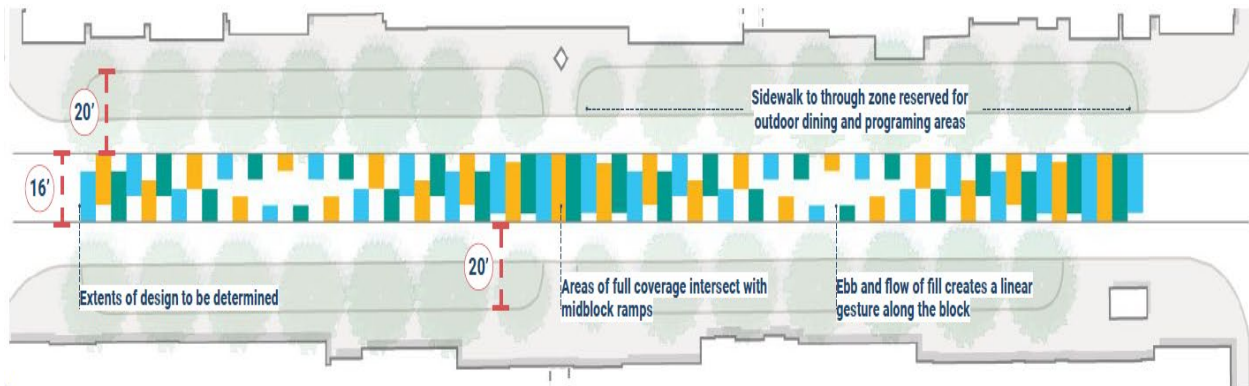 20'
Sidewalk to through zone reserved for
outdoor dining and programing areas
16'
20'
Extents of design to be determined
Areas of full coverage intersect with
midblock ramps
Ebb and flow of fill creates a linear
gesture along the block